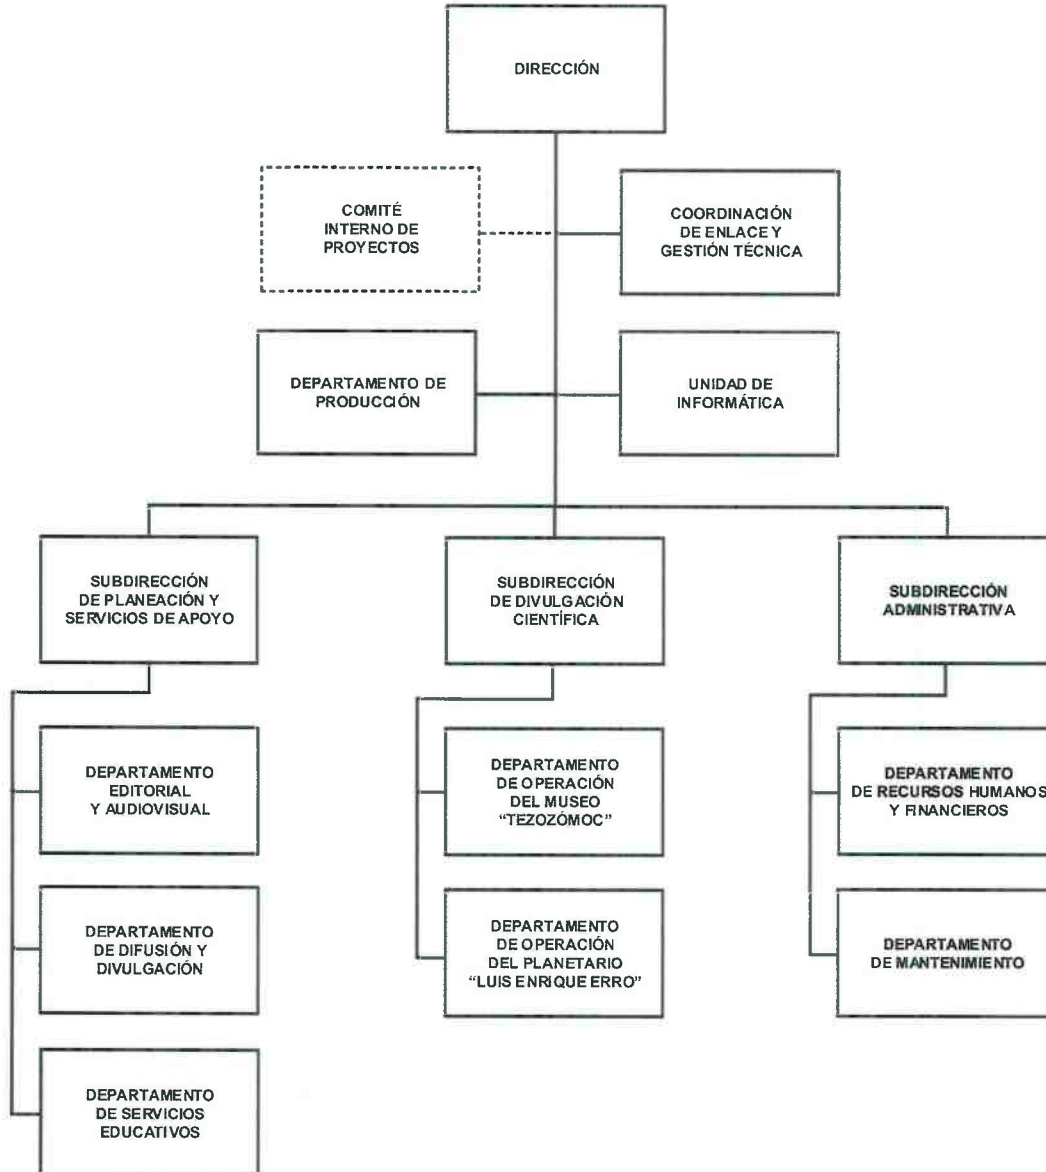 DIRECCIÓN
COMITÉ
INTERNO DE
PROYECTOS
COORDINACIÓN
DE ENLACE Y
GESTIÓN TÉCNICA
DEPARTAMENTO DE
PRODUCCIÓN
UNIDAD DE
INFORMÁTICA
SUBDIRECCIÓN
DE PLANEACIÓN Y
SERVICIOS DE APOYO
SUBDIRECCIÓN
DE DIVULGACIÓN
CIENTÍFICA
SUBDIRECCIÓN
ADMINISTRATIVA
DEPARTAMENTO
EDITORIAL
Y AUDIOVISUAL
DEPARTAMENTO
DE OPERACIÓN
DEL MUSEO
“TEZOZÓMOC”
DEPARTAMENTO
DE RECURSOS HUMANOS
Y FINANCIEROS
DEPARTAMENTO
DE DIFUSIÓN Y
DIVULGACIÓN
DEPARTAMENTO
DE OPERACIÓN
DEL PLANETARIO
“LUIS ENRIQUE ERRO”
DEPARTAMENTO
DE MANTENIMIENTO
DEPARTAMENTO
DE SERVICIOS
EDUCATIVOS